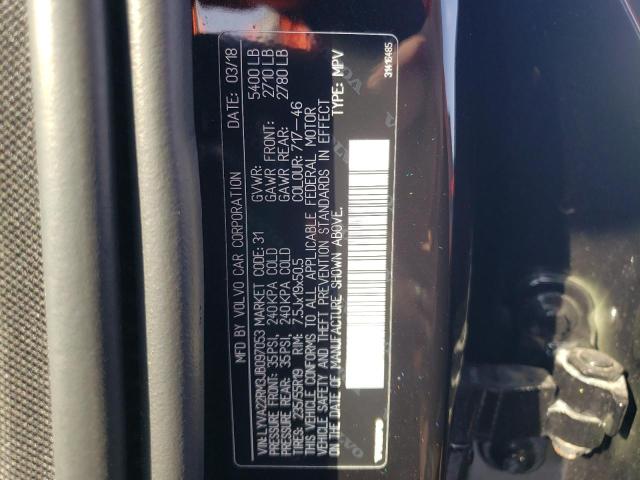 MFD BY VOLVO CAR CORPORATION 03/18
VIN: LYVA22RM3JB097053 MARKET CODE: 31 GVWR: 5400 LB
PRESSURE FRONT: 35PSI, 240KPA COLD GAWR FRONT: 2710 LB
PRESSURE REAR: 35PSI, 240KPA COLD GAWR REAR: 2780 LB
TIRES: 235/55R19 RIM: 7.5Jx19x50.5 COLOUR: 717-46
THIS VEHICLE CONFORMS TO ALL APPLICABLE FEDERAL MOTOR
VEHICLE SAFETY AND THEFT PREVENTION STANDARDS IN EFFECT
ON THE DATE OF MANUFACTURE SHOWN ABOVE. TYPE: MPV
VOLVO
31416485